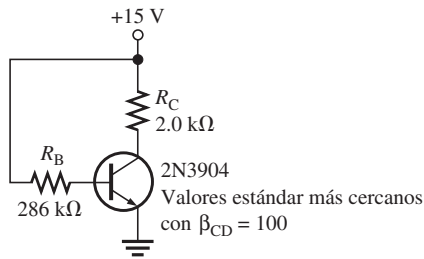 +15 V
R_C
2.0 kΩ
R_B
286 kΩ
2N3904
Valores estándar más cercanos
con β_CD = 100